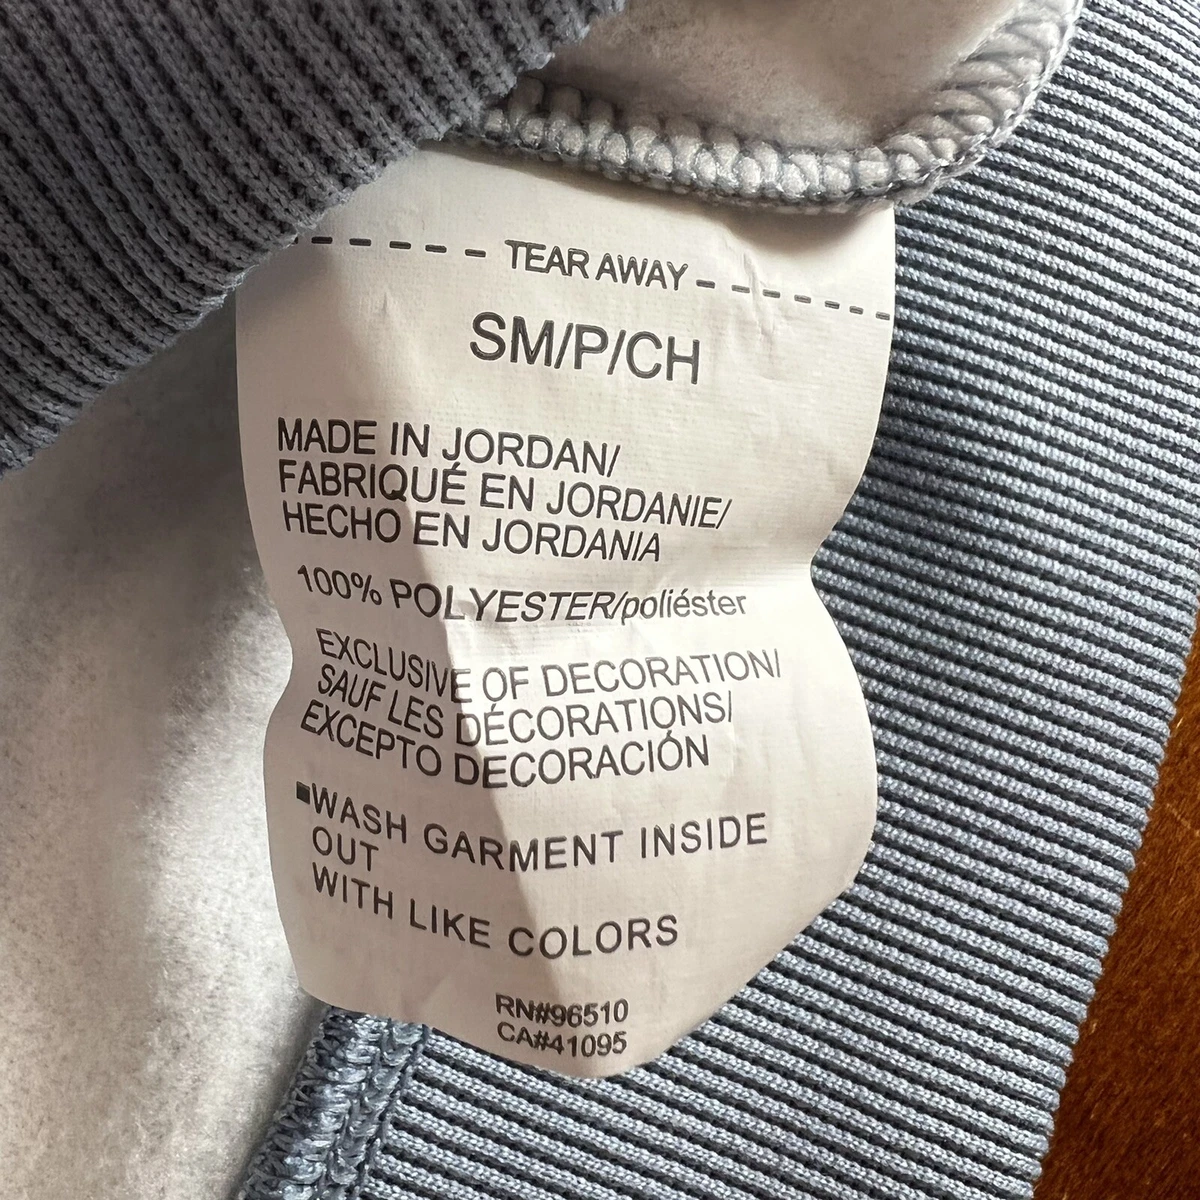 TEAR AWAY
SM/P/CH
MADE IN JORDAN/
FABRIQUÉ EN JORDANIE/
HECHO EN JORDANIA
100% POLYESTER/poliéster
EXCLUSIVE OF DECORATION/
SAUF LES DÉCORATIONS/
EXCEPTO DECORACIÓN
■WASH GARMENT INSIDE
OUT
WITH LIKE COLORS
RN#96510
CA#41095